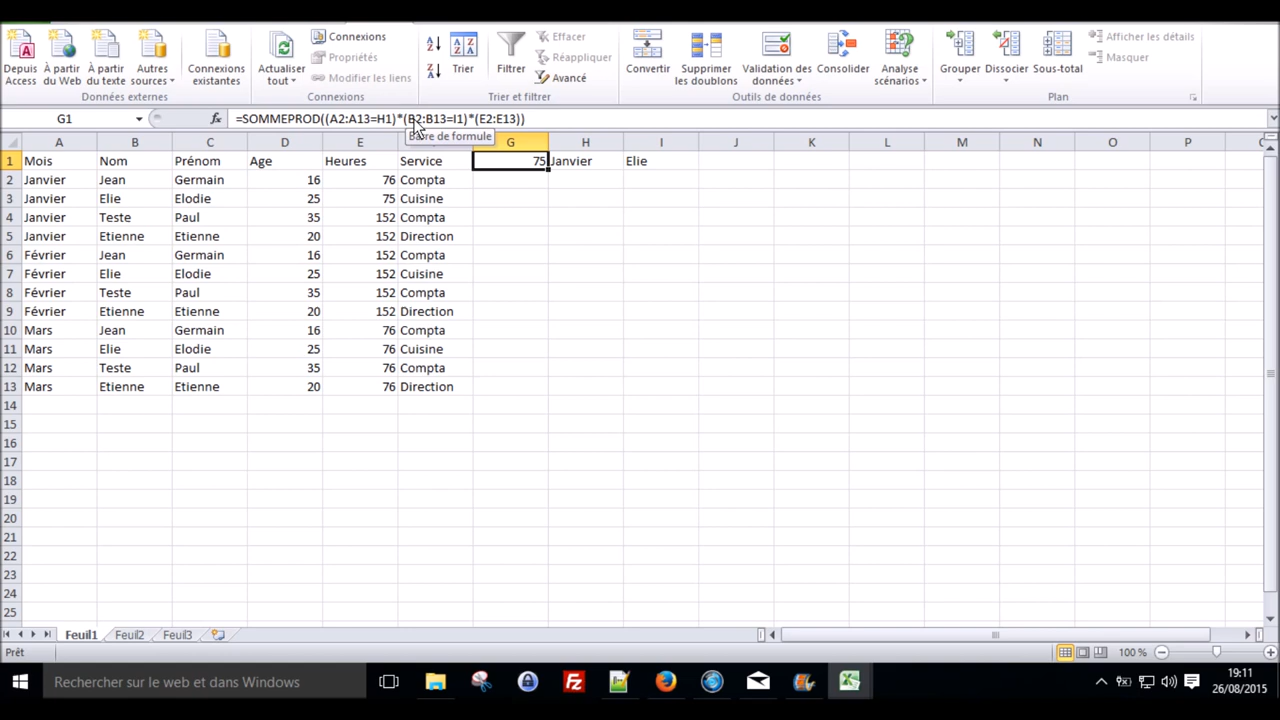 Connexions Effacer Afficher les détails
Propriétés Réappliquer
Modifier les liens Avancé
Depuis Access À partir du Web À partir du texte Autres sources Connexions existantes Actualiser tout Trier Filtrer Convertir Supprimer les doublons Validation des données Consolider Analyse scénarios Grouper Dissocier Sous-total
Données externes Connexions Trier et filtrer Outils de données Plan
G1 fx =SOMMEPROD((A2:A13=H1)*(B2:B13=I1)*(E2:E13))
Barre de formule
A B C D E G H I J K L M N O P
1 Mois Nom Prénom Age Heures Service 75 Janvier Elie
2 Janvier Jean Germain 16 76 Compta
3 Janvier Elie Elodie 25 75 Cuisine
4 Janvier Teste Paul 35 152 Compta
5 Janvier Etienne Etienne 20 152 Direction
6 Février Jean Germain 16 152 Compta
7 Février Elie Elodie 25 152 Cuisine
8 Février Teste Paul 35 152 Compta
9 Février Etienne Etienne 20 152 Direction
10 Mars Jean Germain 16 76 Compta
11 Mars Elie Elodie 25 76 Cuisine
12 Mars Teste Paul 35 76 Compta
13 Mars Etienne Etienne 20 76 Direction
14
15
16
17
18
19
20
21
22
23
24
25
Feuil1 Feuil2 Feuil3
Prêt 100 %
Rechercher sur le web et dans Windows
19:11
26/08/2015